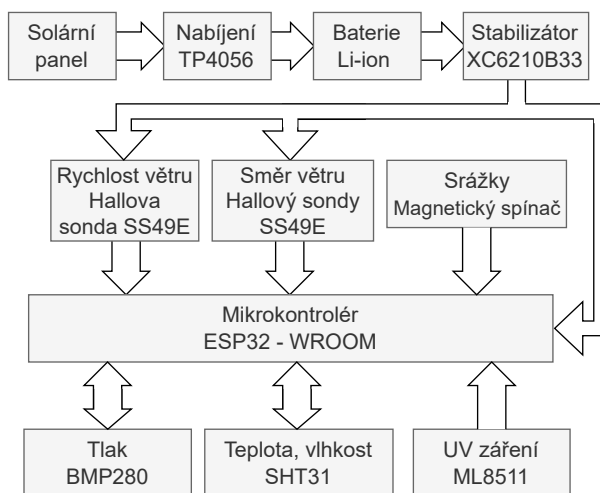 Solární
panel
Nabíjení
TP4056
Baterie
Li-ion
Stabilizátor
XC6210B33
Rychlost větru
Hallova
sonda SS49E
Směr větru
Hallový sondy
SS49E
Srážky
Magnetický spínač
Mikrokontrolér
ESP32 - WROOM
Tlak
BMP280
Teplota, vlhkost
SHT31
UV záření
ML8511